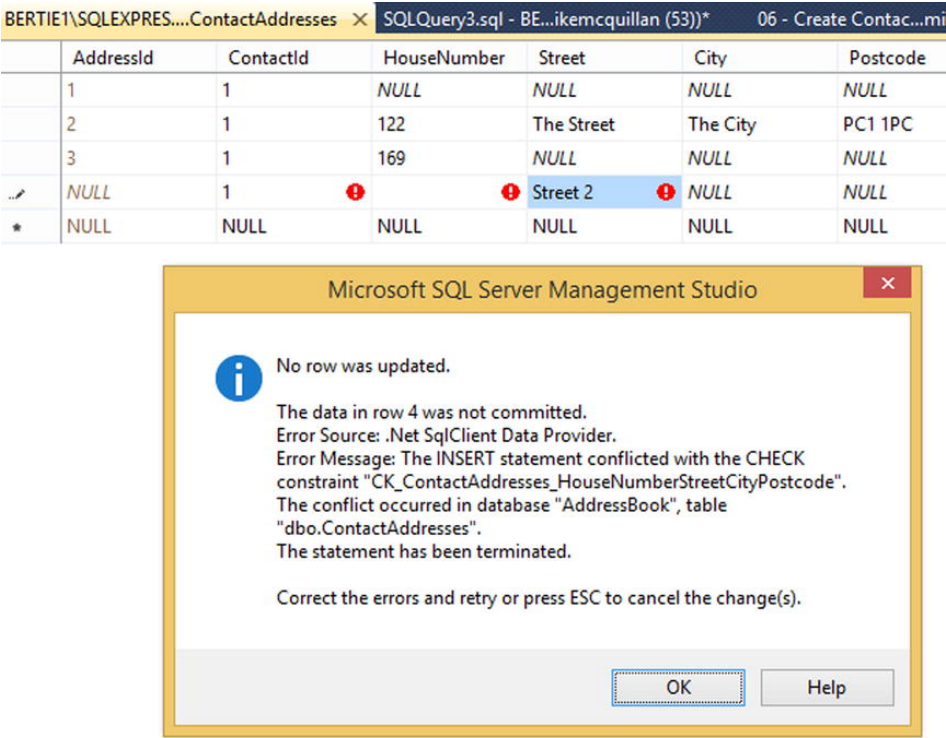 BERTIE1\SQLEXPRES....ContactAddresses × SQLQuery3.sql - BE...ikemcquillan (53))* 06 - Create Contac...mi
AddressId ContactId HouseNumber Street City Postcode
1 1 NULL NULL NULL NULL
2 1 122 The Street The City PC1 1PC
3 1 169 NULL NULL NULL
NULL 1 Street 2 NULL NULL
NULL NULL NULL NULL NULL NULL
Microsoft SQL Server Management Studio
No row was updated.
The data in row 4 was not committed.
Error Source: .Net SqlClient Data Provider.
Error Message: The INSERT statement conflicted with the CHECK
constraint "CK_ContactAddresses_HouseNumberStreetCityPostcode".
The conflict occurred in database "AddressBook", table
"dbo.ContactAddresses".
The statement has been terminated.
Correct the errors and retry or press ESC to cancel the change(s).
OK Help